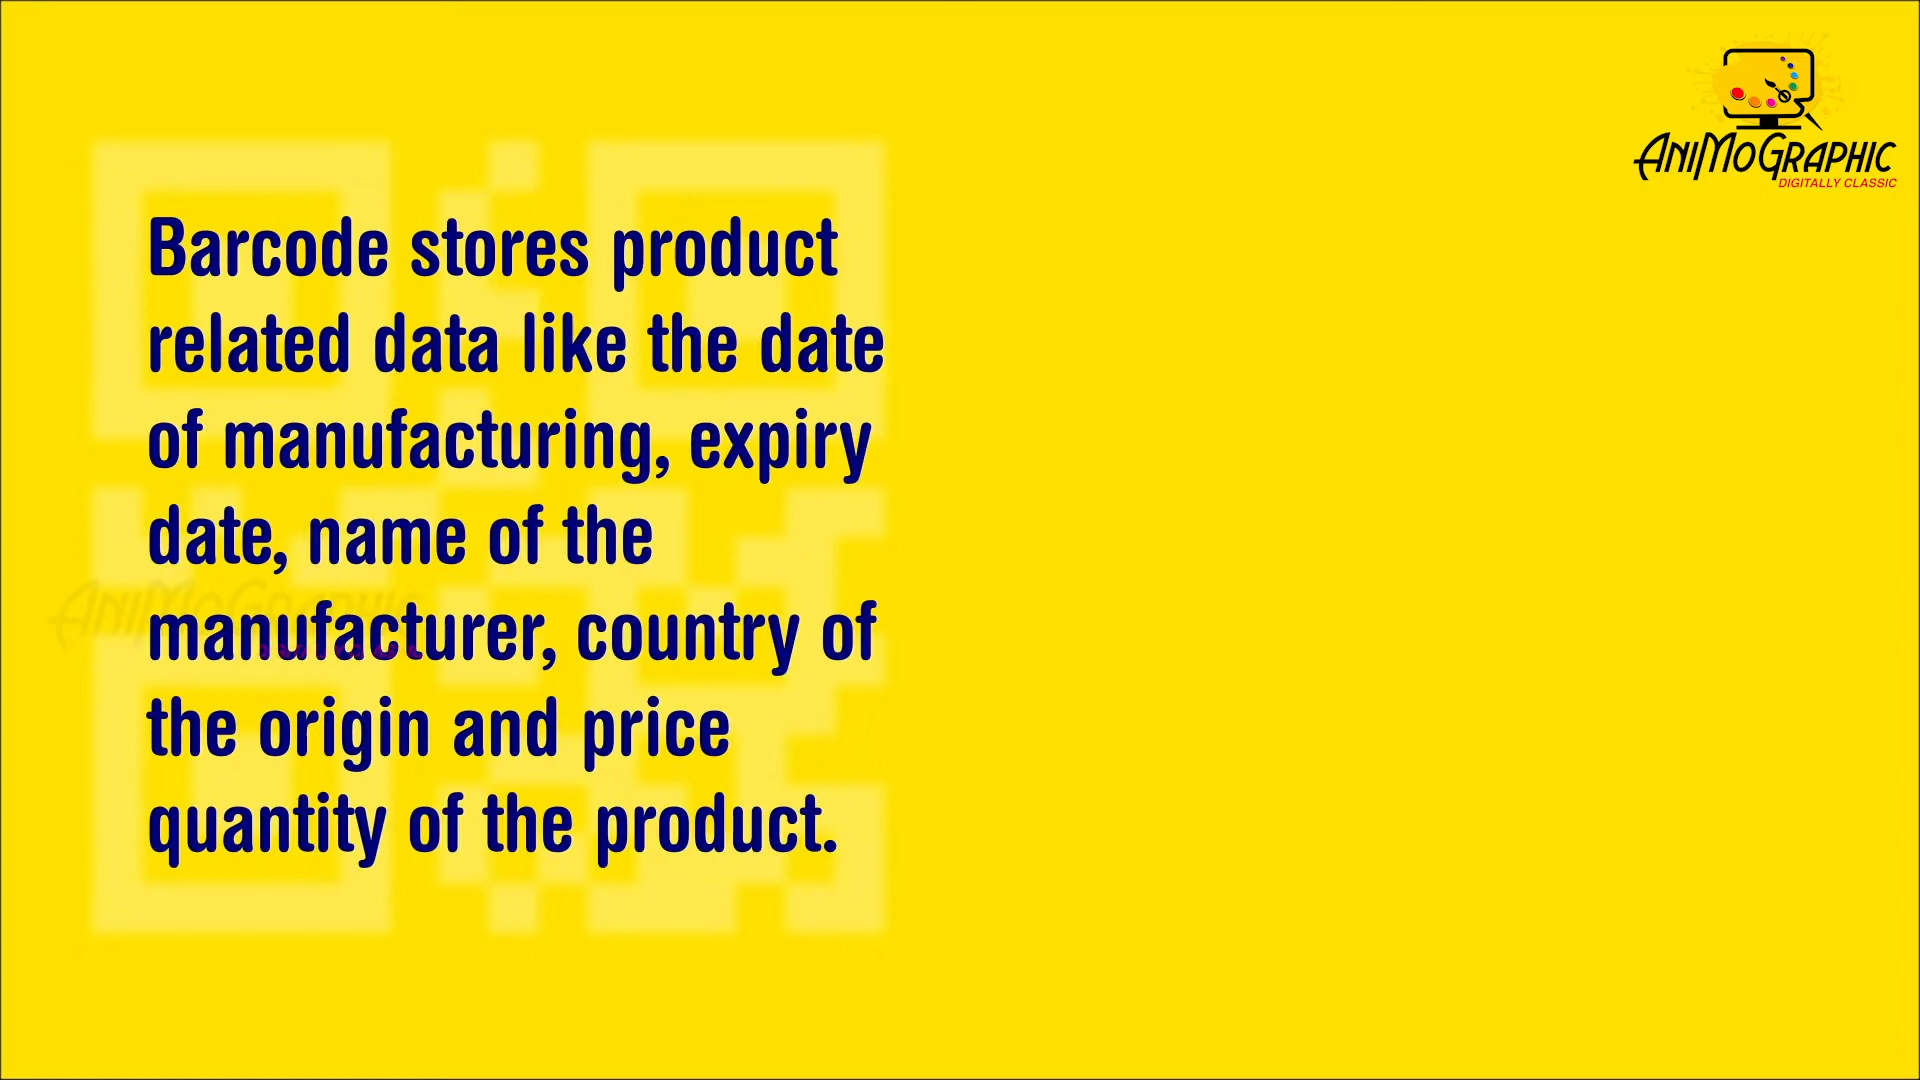 ANIMOGRAPHIC
DIGITALLY CLASSIC
Barcode stores product
related data like the date
of manufacturing, expiry
date, name of the
manufacturer, country of
the origin and price
quantity of the product.
ANIMOGRAPHIC